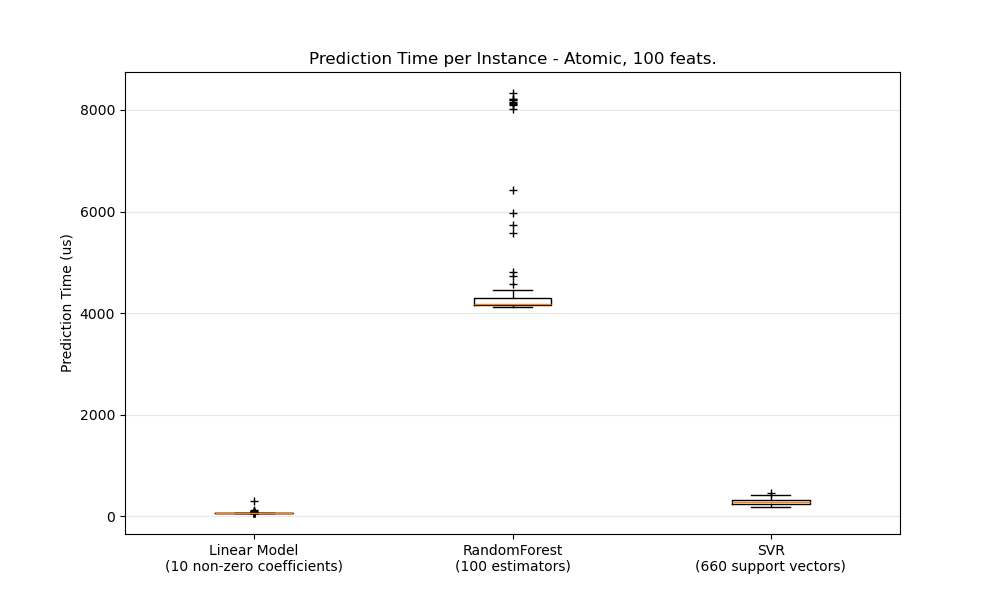 Prediction Time per Instance - Atomic, 100 feats.
Prediction Time (us)
8000
6000
4000
2000
0
Linear Model
(10 non-zero coefficients)
RandomForest
(100 estimators)
SVR
(660 support vectors)